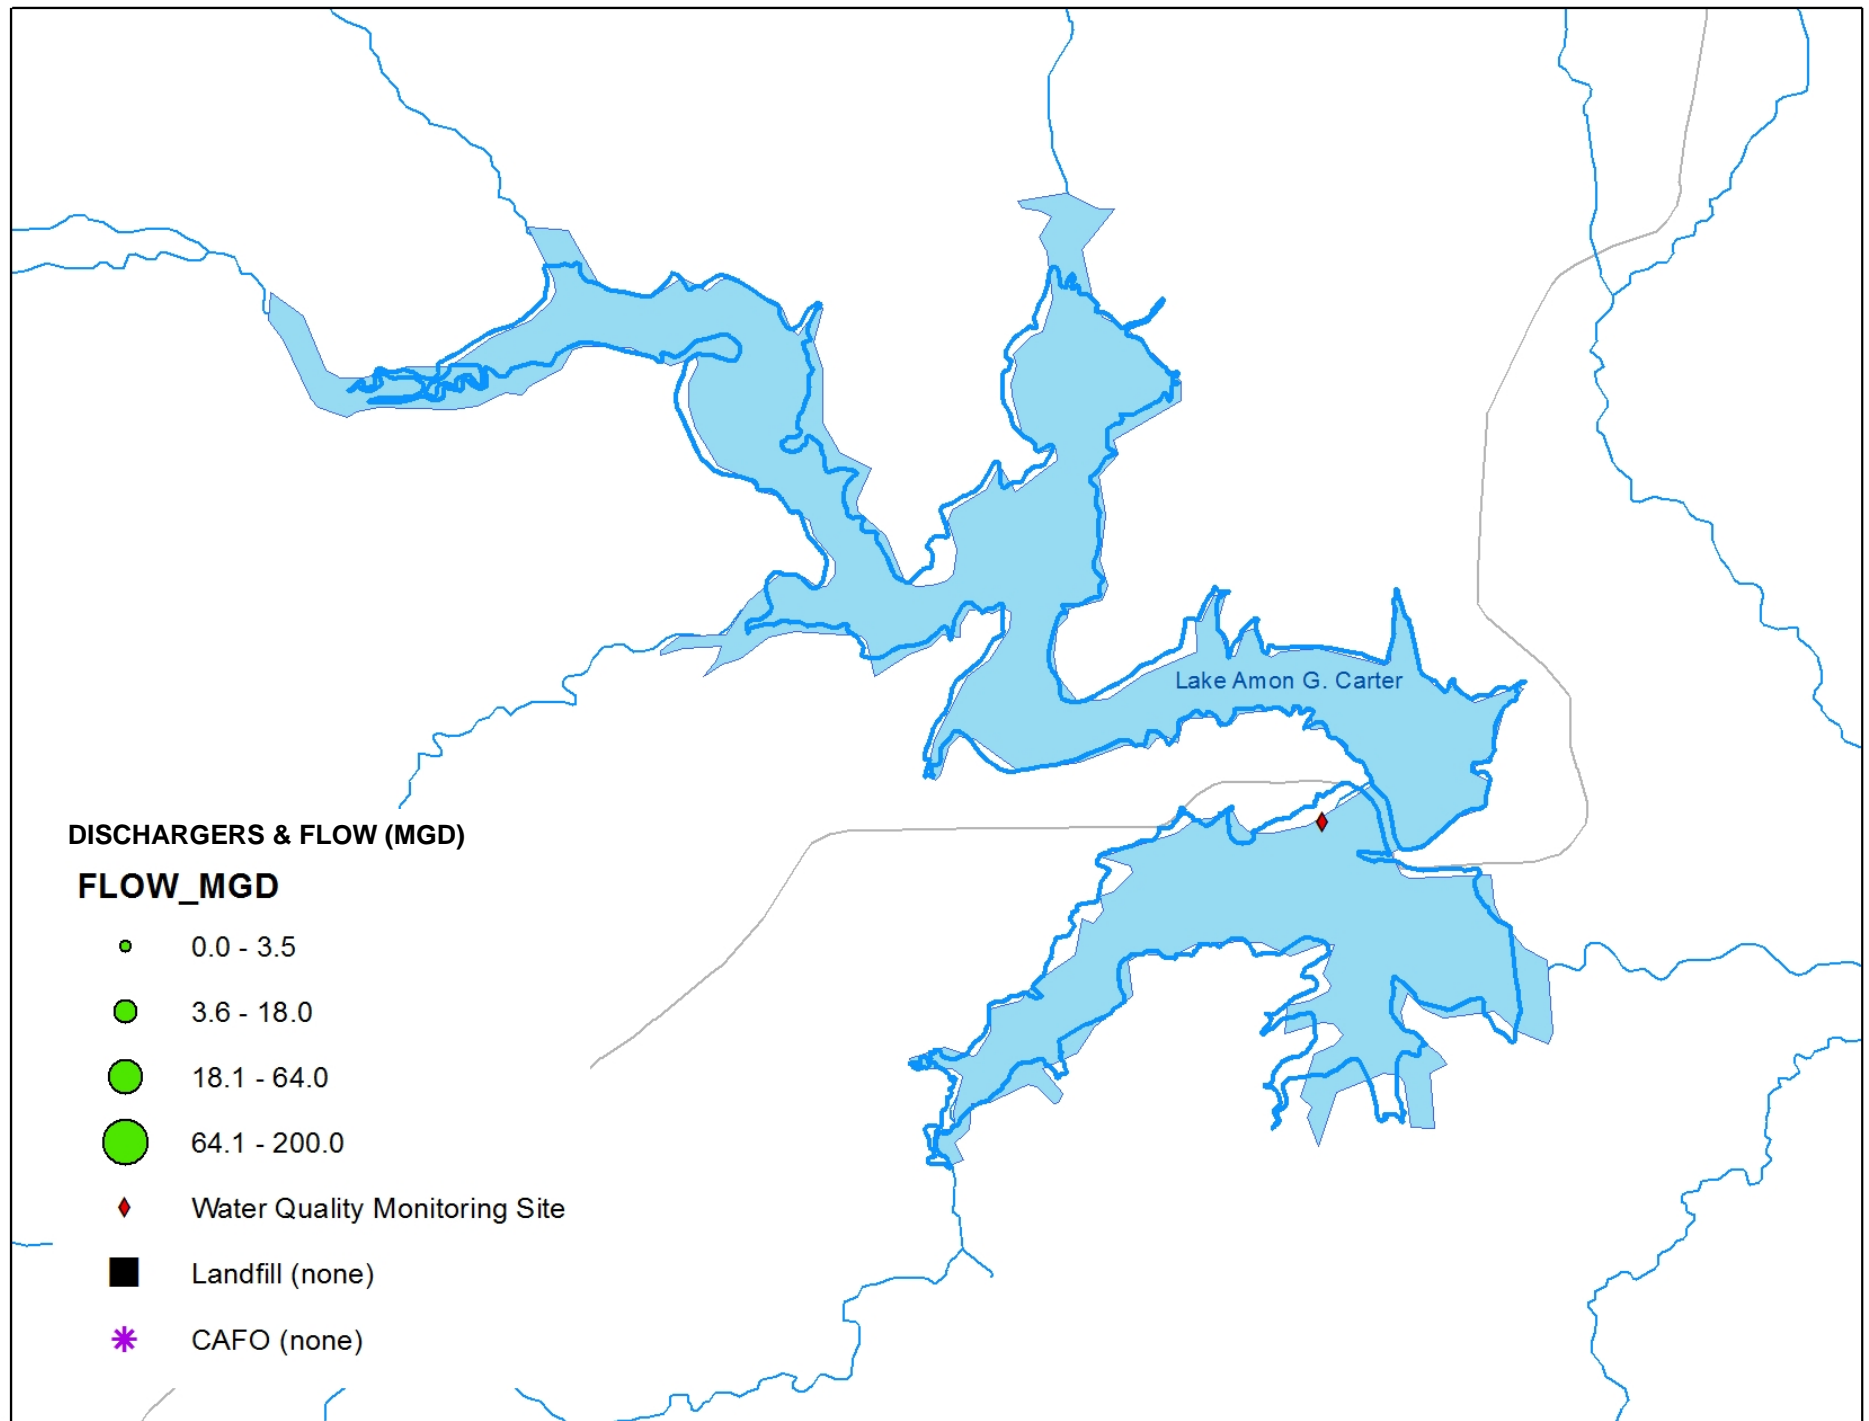 Lake Amon G. Carter
DISCHARGERS & FLOW (MGD)
FLOW_MGD
0.0 - 3.5
3.6 - 18.0
18.1 - 64.0
64.1 - 200.0
Water Quality Monitoring Site
Landfill (none)
CAFO (none)